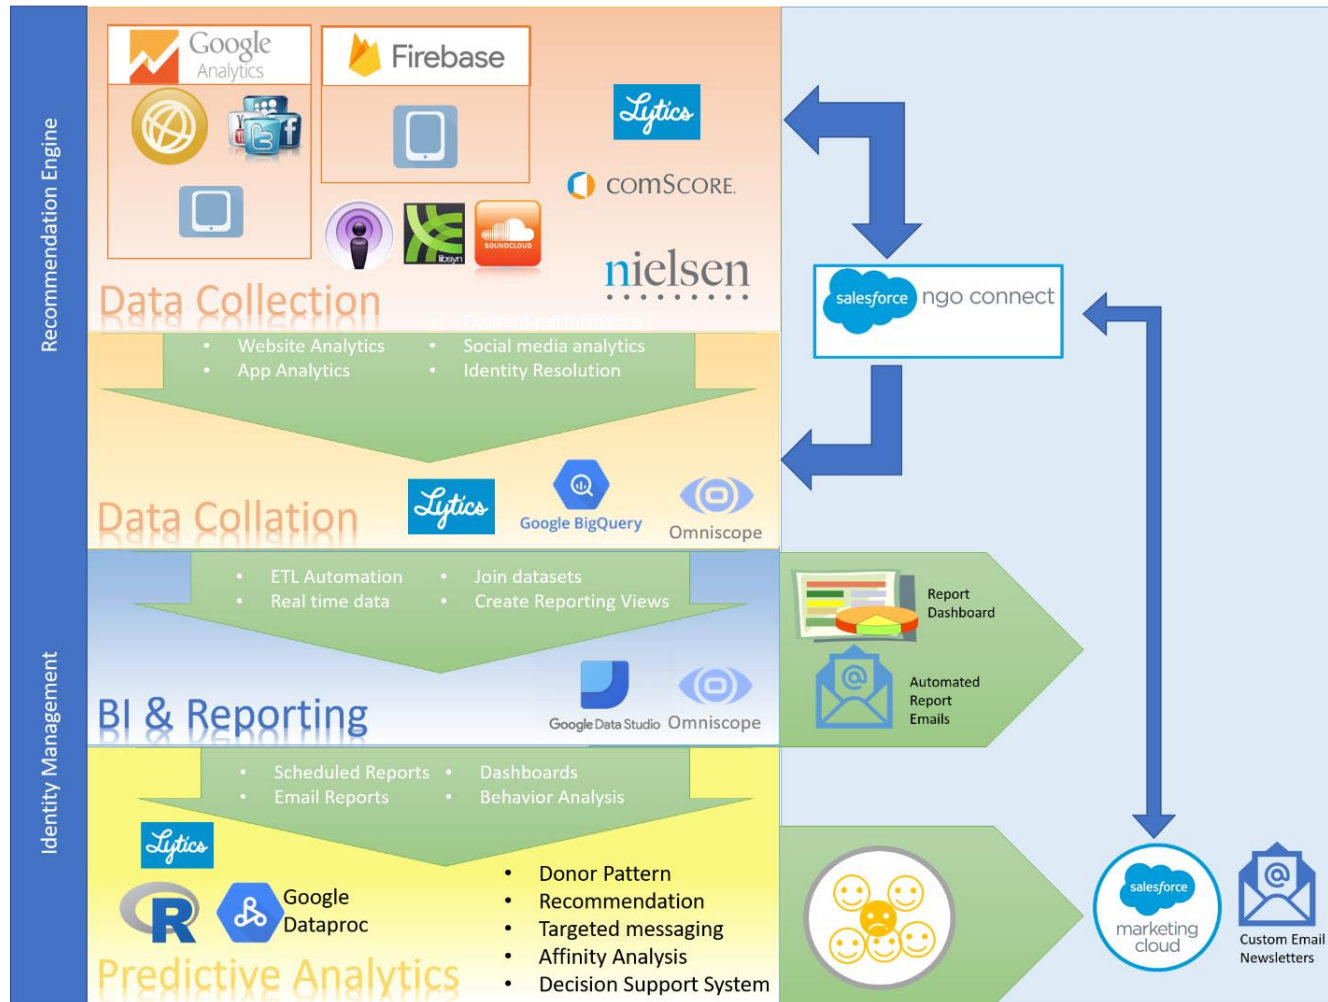 Recommendation Engine
Identity Management
Google
Analytics
Firebase
Lytics
comSCORE.
libsyn
SOUNDCLOUD
nielsen
Data Collection
salesforce
ngo connect
• Website Analytics
• App Analytics
• Content performance
• Social media analytics
• Identity Resolution
Data Collation
Lytics
Google BigQuery
Omniscope
• ETL Automation
• Real time data
• Join datasets
• Create Reporting Views
Report
Dashboard
Automated
Report
Emails
BI & Reporting
Google Data Studio
Omniscope
• Scheduled Reports
• Email Reports
• Dashboards
• Behavior Analysis
Lytics
R
Google
Dataproc
• Donor Pattern
• Recommendation
• Targeted messaging
• Affinity Analysis
• Decision Support System
Predictive Analytics
salesforce
marketing
cloud
Custom Email
Newsletters